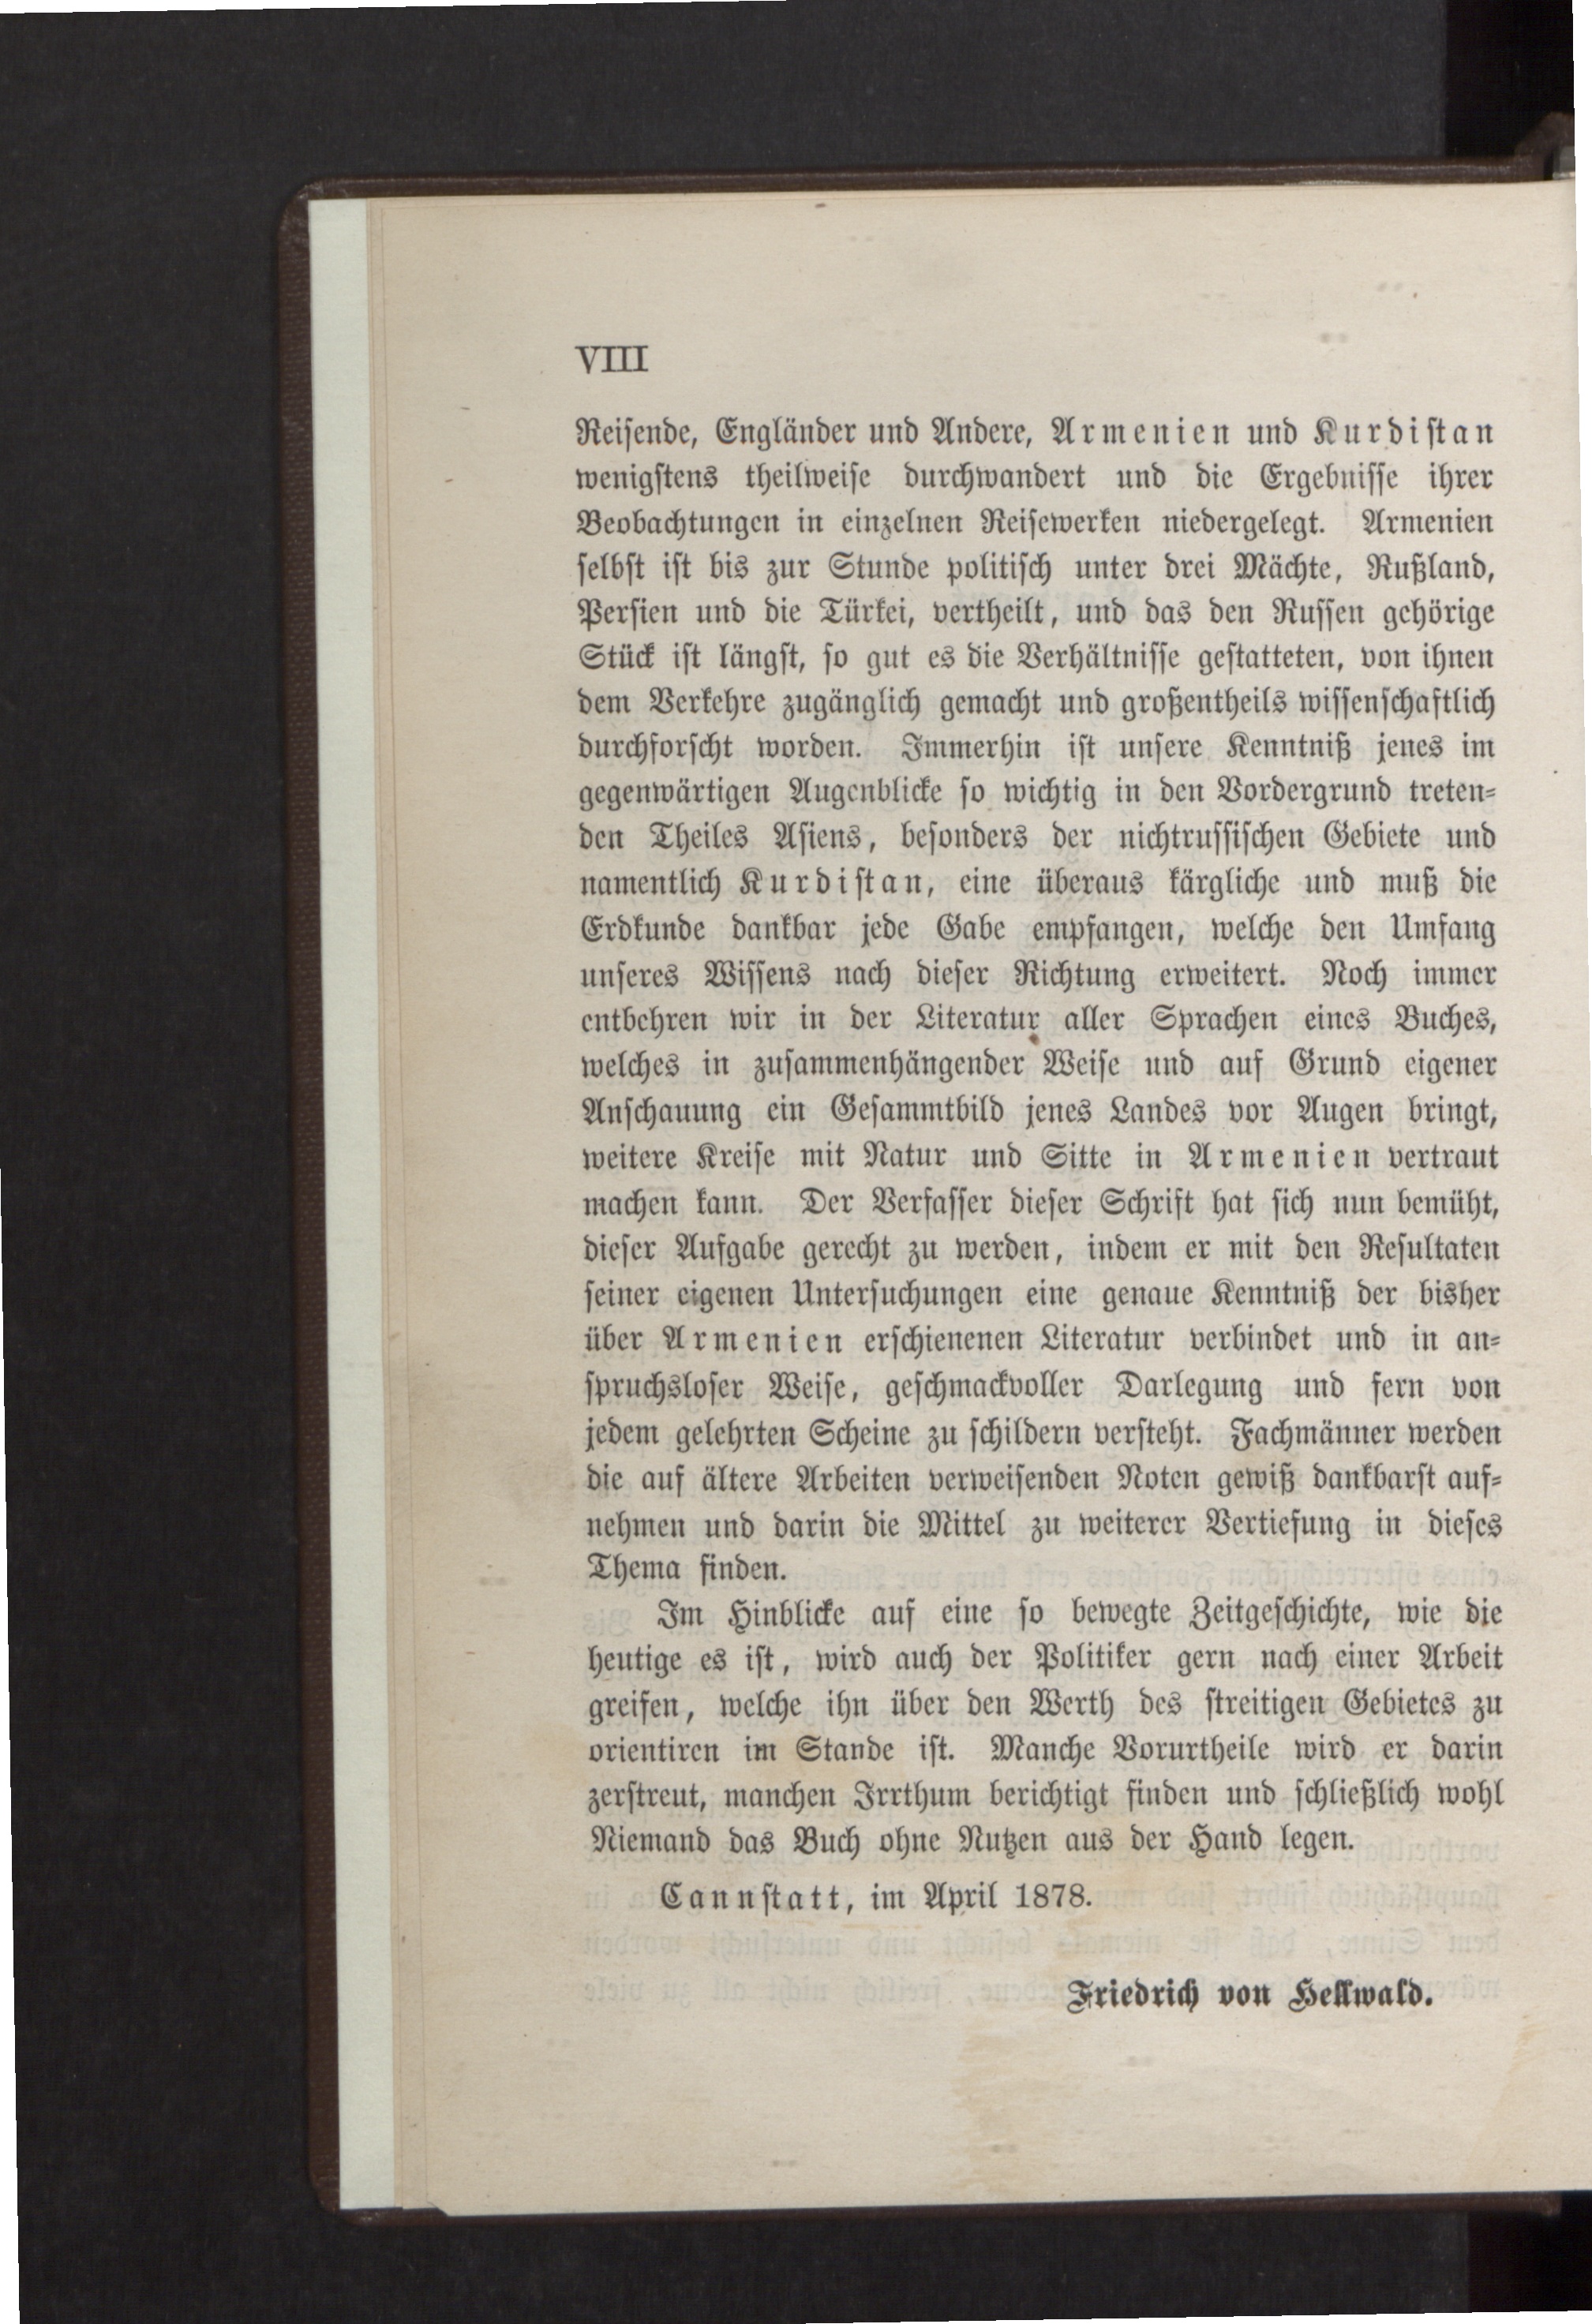 VIII
Reisende, Engländer und Andere, Armenien und Kurdistan
wenigstens theilweise durchwandert und die Ergebnisse ihrer
Beobachtungen in einzelnen Reisewerken niedergelegt. Armenien
selbst ist bis zur Stunde politisch unter drei Mächte, Rußland,
Persien und die Türkei, vertheilt, und das den Russen gehörige
Stück ist längst, so gut es die Verhältnisse gestatteten, von ihnen
dem Verkehre zugänglich gemacht und großentheils wissenschaftlich
durchforscht worden. Immerhin ist unsere Kenntniß jenes im
gegenwärtigen Augenblicke so wichtig in den Vordergrund treten-
den Theiles Asiens, besonders der nichtrussischen Gebiete und
namentlich Kurdistan, eine überaus kärgliche und muß die
Erdkunde dankbar jede Gabe empfangen, welche den Umfang
unseres Wissens nach dieser Richtung erweitert. Noch immer
entbehren wir in der Literatur aller Sprachen eines Buches,
welches in zusammenhängender Weise und auf Grund eigener
Anschauung ein Gesammtbild jenes Landes vor Augen bringt,
weitere Kreise mit Natur und Sitte in Armenien vertraut
machen kann. Der Verfasser dieser Schrift hat sich nun bemüht,
dieser Aufgabe gerecht zu werden, indem er mit den Resultaten
seiner eigenen Untersuchungen eine genaue Kenntniß der bisher
über Armenien erschienenen Literatur verbindet und in an-
spruchsloser Weise, geschmackvoller Darlegung und fern von
jedem gelehrten Scheine zu schildern versteht. Fachmänner werden
die auf ältere Arbeiten verweisenden Noten gewiß dankbarst auf-
nehmen und darin die Mittel zu weiterer Vertiefung in dieses
Thema finden.
Im Hinblicke auf eine so bewegte Zeitgeschichte, wie die
heutige es ist, wird auch der Politiker gern nach einer Arbeit
greifen, welche ihn über den Werth des streitigen Gebietes zu
orientiren im Stande ist. Manche Vorurtheile wird er darin
zerstreut, manchen Irrthum berichtigt finden und schließlich wohl
Niemand das Buch ohne Nutzen aus der Hand legen.
Cannstatt, im April 1878.
Friedrich von Hellwald.